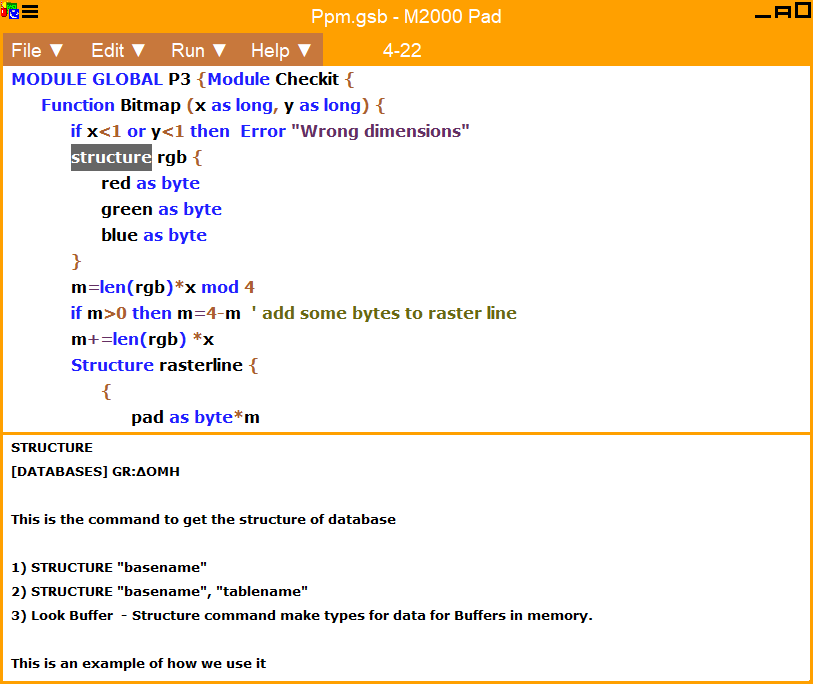 Ppm.gsb - M2000 Pad
File ▼ Edit ▼ Run ▼ Help ▼ 4-22
MODULE GLOBAL P3 {Module Checkit {
Function Bitmap (x as long, y as long) {
if x<1 or y<1 then  Error "Wrong dimensions"
structure rgb {
red as byte
green as byte
blue as byte
}
m=len(rgb)*x mod 4
if m>0 then m=4-m  ' add some bytes to raster line
m+=len(rgb) *x
Structure rasterline {
{
pad as byte*m
STRUCTURE
[DATABASES] GR:ΔΟΜΗ
This is the command to get the structure of database
1) STRUCTURE "basename"
2) STRUCTURE "basename", "tablename"
3) Look Buffer  - Structure command make types for data for Buffers in memory.
This is an example of how we use it